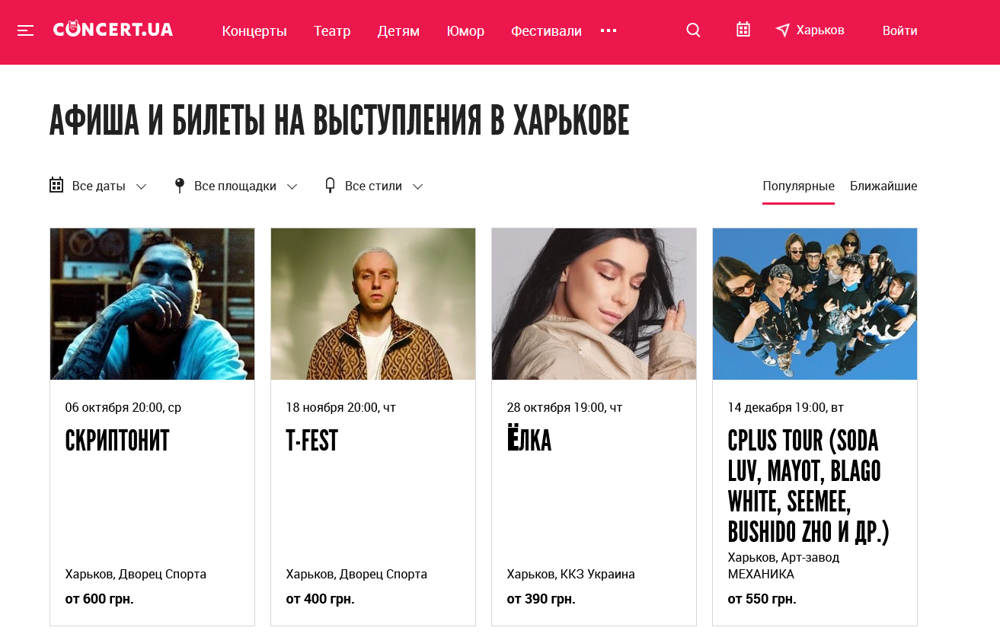 CONCERT.UA
Концерты Театр Детям Юмор Фестивали
Харьков Войти
АФИША И БИЛЕТЫ НА ВЫСТУПЛЕНИЯ В ХАРЬКОВЕ
Все даты Все площадки Все стили
Популярные Ближайшие
06 октября 20:00, ср
СКРИПТОНИТ
Харьков, Дворец Спорта
от 600 грн.
18 ноября 20:00, чт
T-FEST
Харьков, Дворец Спорта
от 400 грн.
28 октября 19:00, чт
ЁЛКА
Харьков, ККЗ Украина
от 390 грн.
14 декабря 19:00, вт
CPLUS TOUR (SODA
LUV, MAYOT, BLAGO
WHITE, SEEMEE,
BUSHIDO ZHO И ДР.)
Харьков, Арт-завод
МЕХАНИКА
от 550 грн.